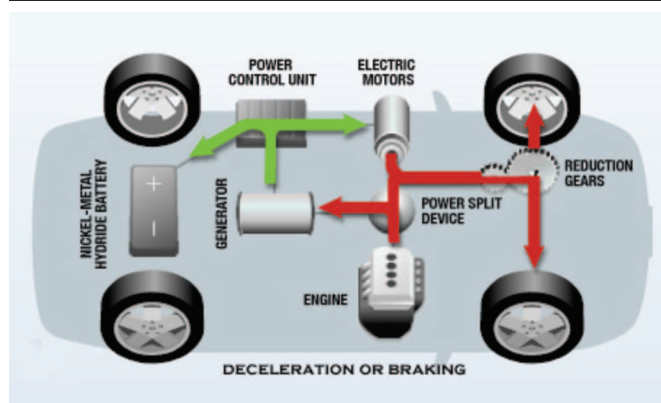 POWER
CONTROL UNIT
ELECTRIC
MOTORS
NICKEL-METAL
HYDRIDE BATTERY
+
−
GENERATOR
REDUCTION
GEARS
POWER SPLIT
DEVICE
ENGINE
DECELERATION OR BRAKING